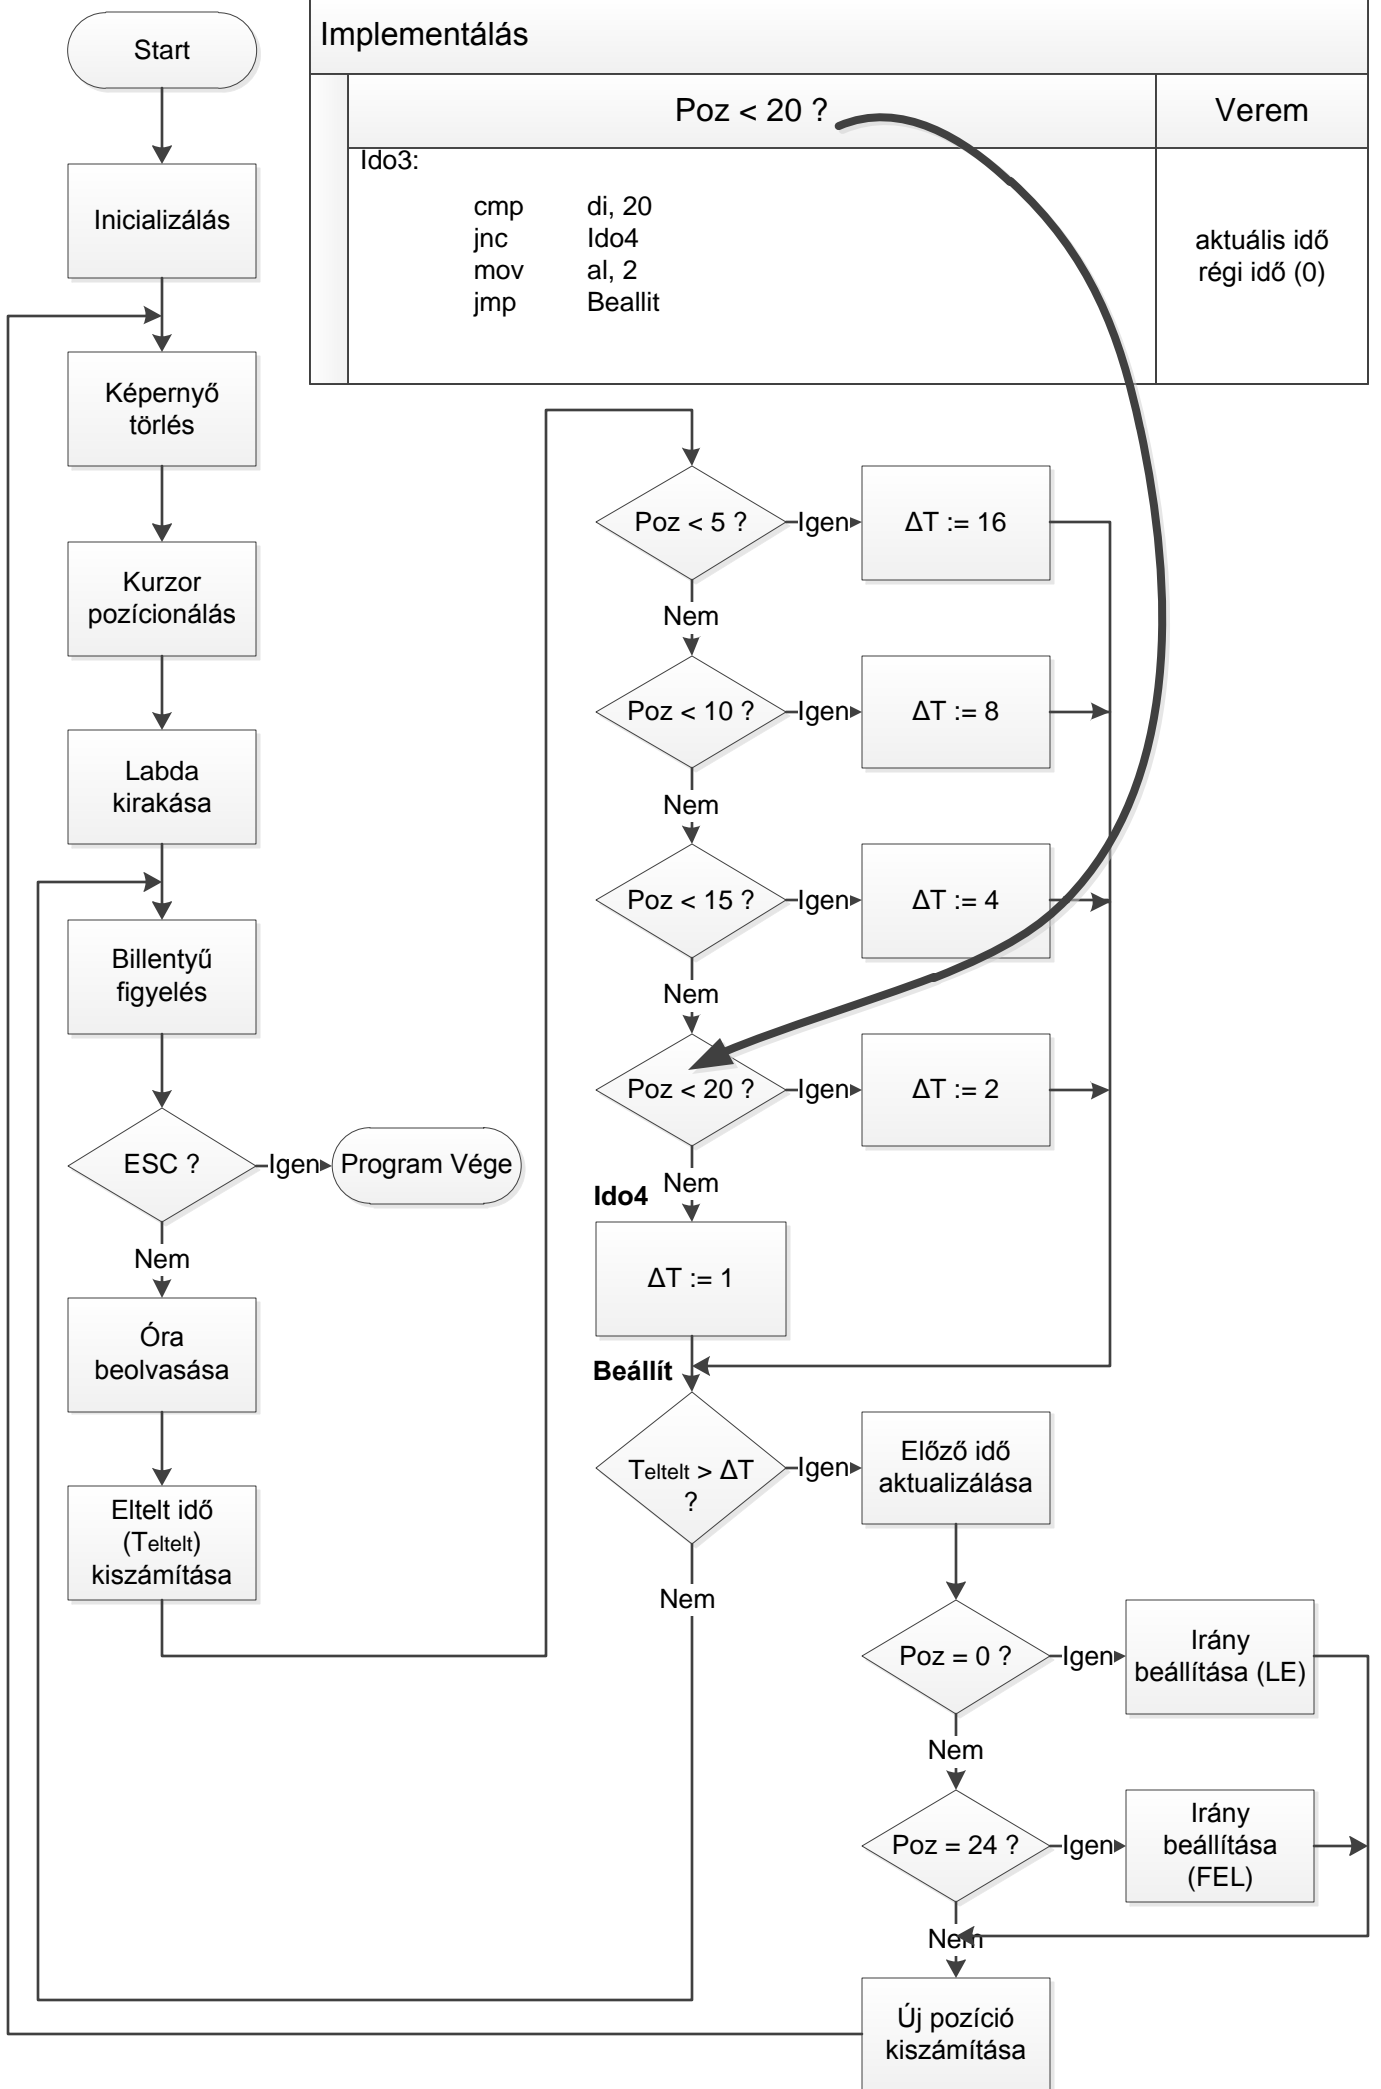 Start
Inicializálás
Képernyő
törlés
Kurzor
pozícionálás
Labda
kirakása
Billentyű
figyelés
ESC ?
Igen
Program Vége
Nem
Óra
beolvasása
Eltelt idő
(Teltelt)
kiszámítása
Implementálás
Poz < 20 ?
Verem
Ido3:
cmp di, 20
jnc Ido4
mov al, 2
jmp Beallit
aktuális idő
régi idő (0)
Poz < 5 ?
Igen
ΔT := 16
Nem
Poz < 10 ?
Igen
ΔT := 8
Nem
Poz < 15 ?
Igen
ΔT := 4
Nem
Poz < 20 ?
Igen
ΔT := 2
Nem
Ido4
ΔT := 1
Beállít
Teltelt > ΔT
?
Igen
Előző idő
aktualizálása
Nem
Poz = 0 ?
Igen
Irány
beállítása (LE)
Nem
Poz = 24 ?
Igen
Irány
beállítása
(FEL)
Nem
Új pozíció
kiszámítása